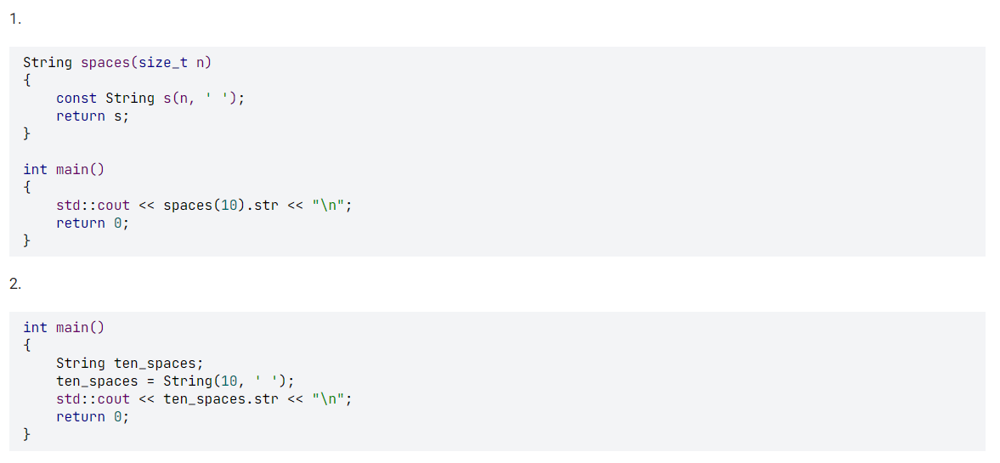 1.
String spaces(size_t n)
{
    const String s(n, ' ');
    return s;
}
int main()
{
    std::cout << spaces(10).str << "\n";
    return 0;
}
2.
int main()
{
    String ten_spaces;
    ten_spaces = String(10, ' ');
    std::cout << ten_spaces.str << "\n";
    return 0;
}